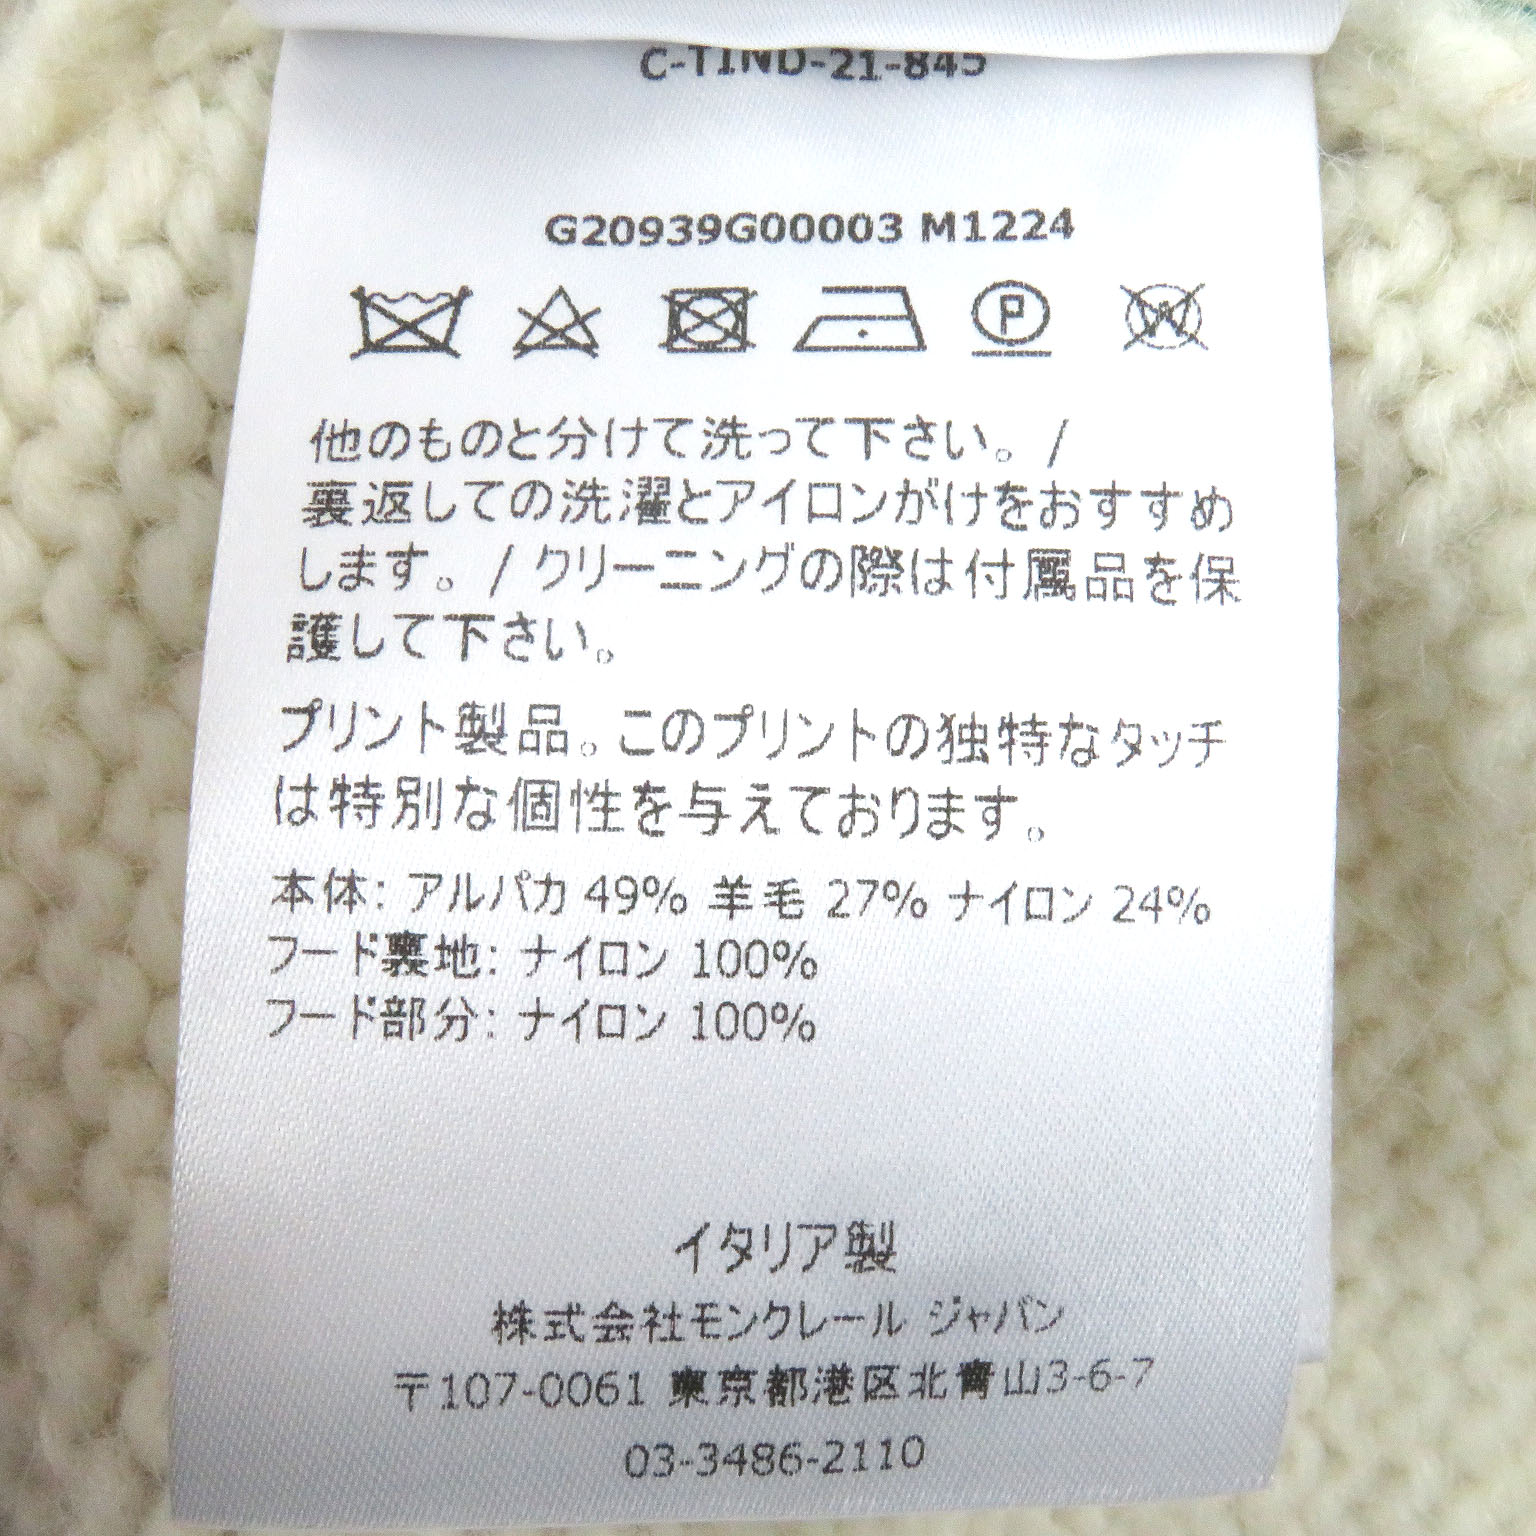 C-TIND-21-845
G20939G00003 M1224
他のものと分けて洗って下さい。/
裏返しての洗濯とアイロンがけをおすすめ
します。/ クリーニングの際は付属品を保
護して下さい。
プリント製品。このプリントの独特なタッチ
は特別な個性を与えております。
本体: アルパカ 49% 羊毛 27% ナイロン 24%
フード裏地: ナイロン 100%
フード部分: ナイロン 100%
イタリア製
株式会社モンクレール ジャパン
〒107-0061 東京都港区北青山3-6-7
03-3486-2110